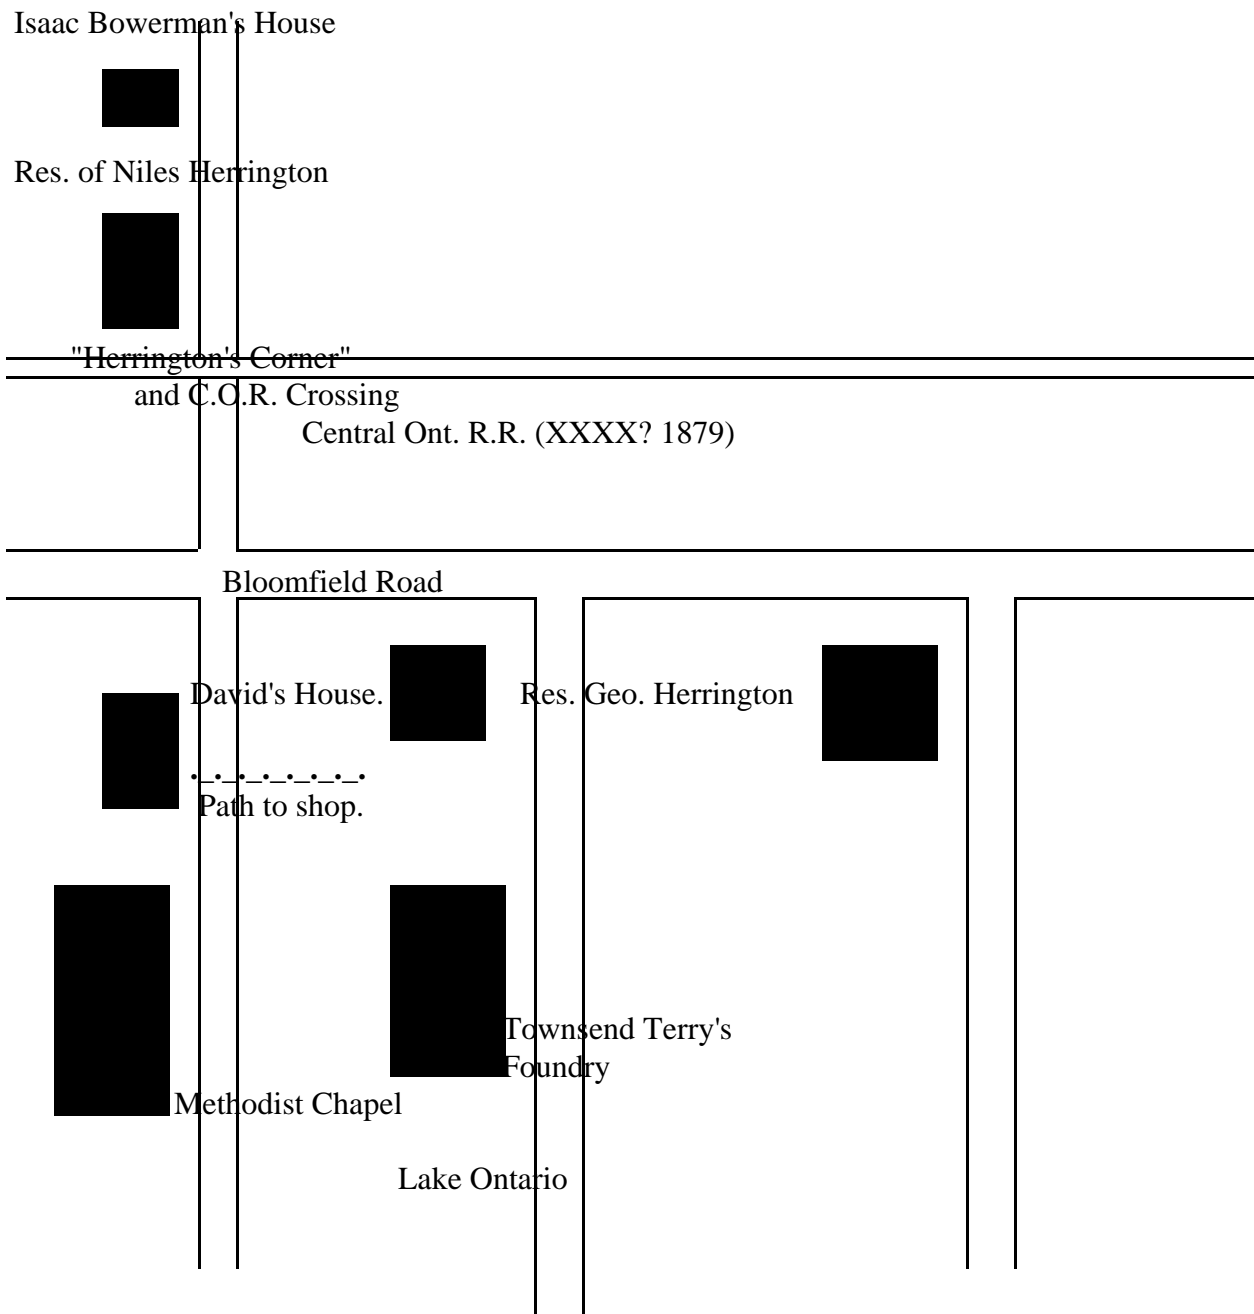 Isaac Bowerman's House
Res. of Niles Herrington
"Herrington's Corner"
and C.O.R. Crossing
Central Ont. R.R. (XXXX? 1879)
Bloomfield Road
David's House.
Res. Geo. Herrington
._._._._._._._.
Path to shop.
Townsend Terry's
Foundry
Methodist Chapel
Lake Ontario